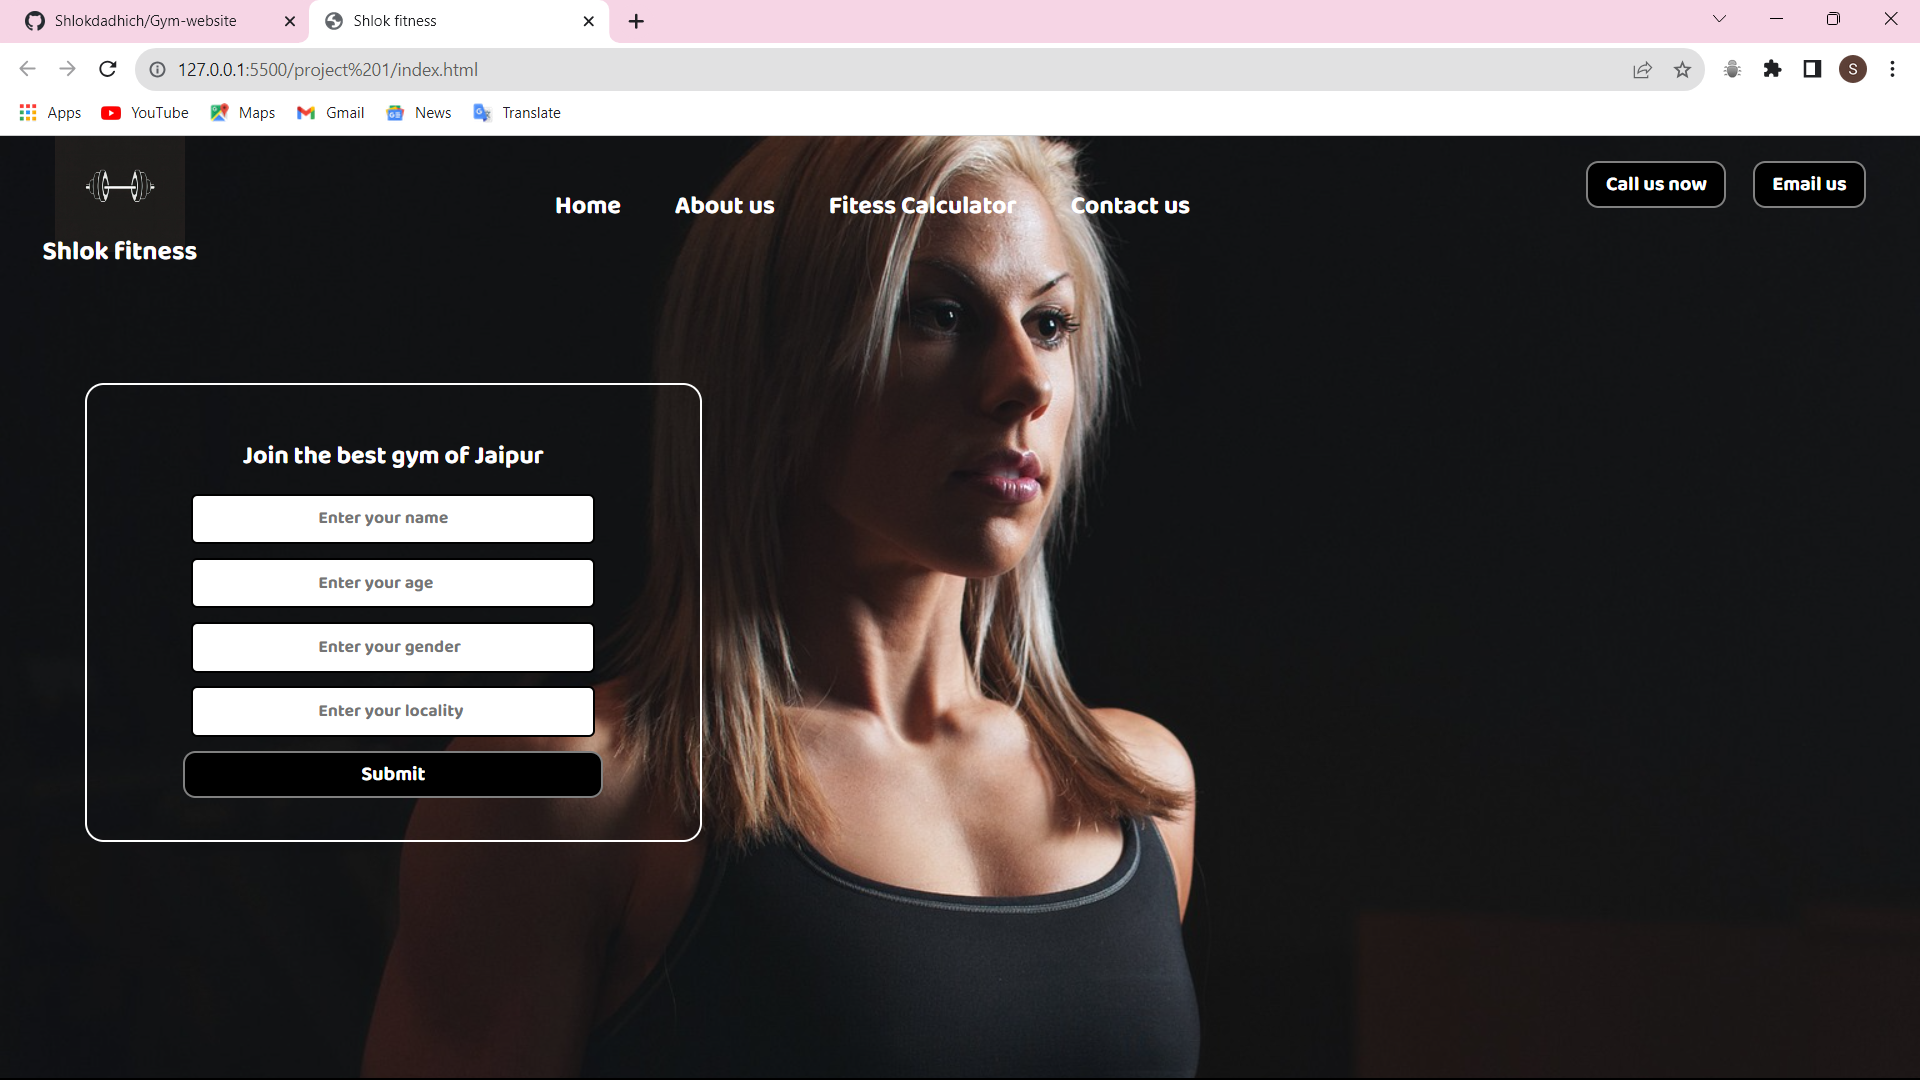 Shlokdadhich/Gym-website
Shlok fitness
127.0.0.1:5500/project%201/index.html
S
Apps
YouTube
Maps
Gmail
News
Translate
Shlok fitness
Home
About us
Fitess Calculator
Contact us
Call us now
Email us
Join the best gym of Jaipur
Enter your name
Enter your age
Enter your gender
Enter your locality
Submit